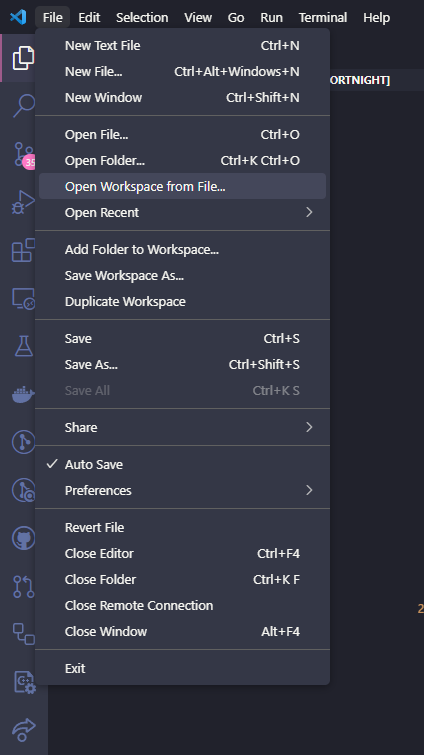 File Edit Selection View Go Run Terminal Help
New Text File Ctrl+N
New File... Ctrl+Alt+Windows+N
ORTNIGHT]
New Window Ctrl+Shift+N
Open File... Ctrl+O
35
Open Folder... Ctrl+K Ctrl+O
Open Workspace from File...
Open Recent
Add Folder to Workspace...
Save Workspace As...
Duplicate Workspace
Save Ctrl+S
Save As... Ctrl+Shift+S
Save All Ctrl+K S
Share
Auto Save
Preferences
Revert File
Close Editor Ctrl+F4
Close Folder Ctrl+K F
Close Remote Connection
2
Close Window Alt+F4
Exit